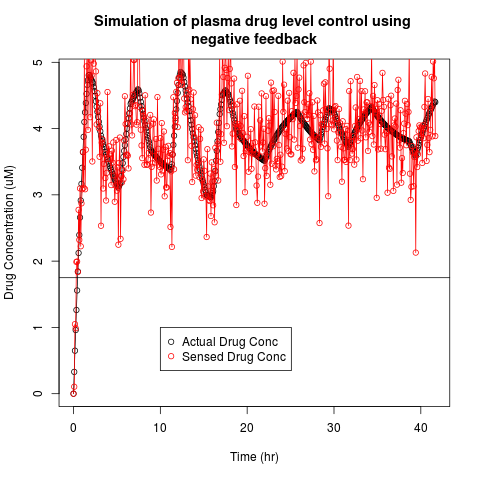 Simulation of plasma drug level control using
negative feedback
Drug Concentration (uM)
5
4
3
2
1
0
Actual Drug Conc
Sensed Drug Conc
0 10 20 30 40
Time (hr)